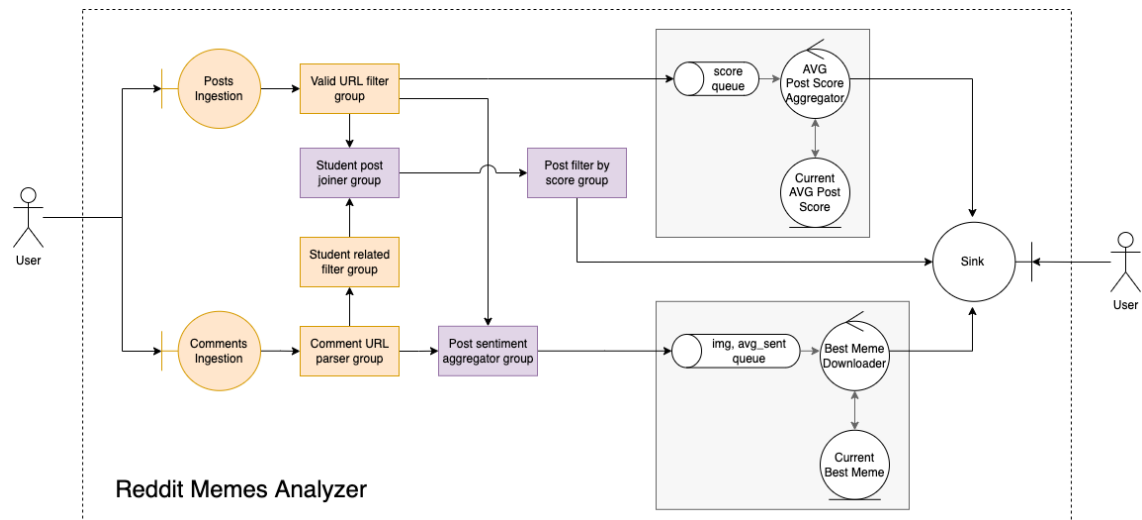 Posts
Ingestion
Valid URL filter
group
score
queue
AVG
Post Score
Aggregator
Student post
joiner group
Post filter by
score group
Current
AVG Post
Score
User
Student related
filter group
Sink
User
Comments
Ingestion
Comment URL
parser group
Post sentiment
aggregator group
img, avg_sent
queue
Best Meme
Downloader
Current
Best Meme
Reddit Memes Analyzer